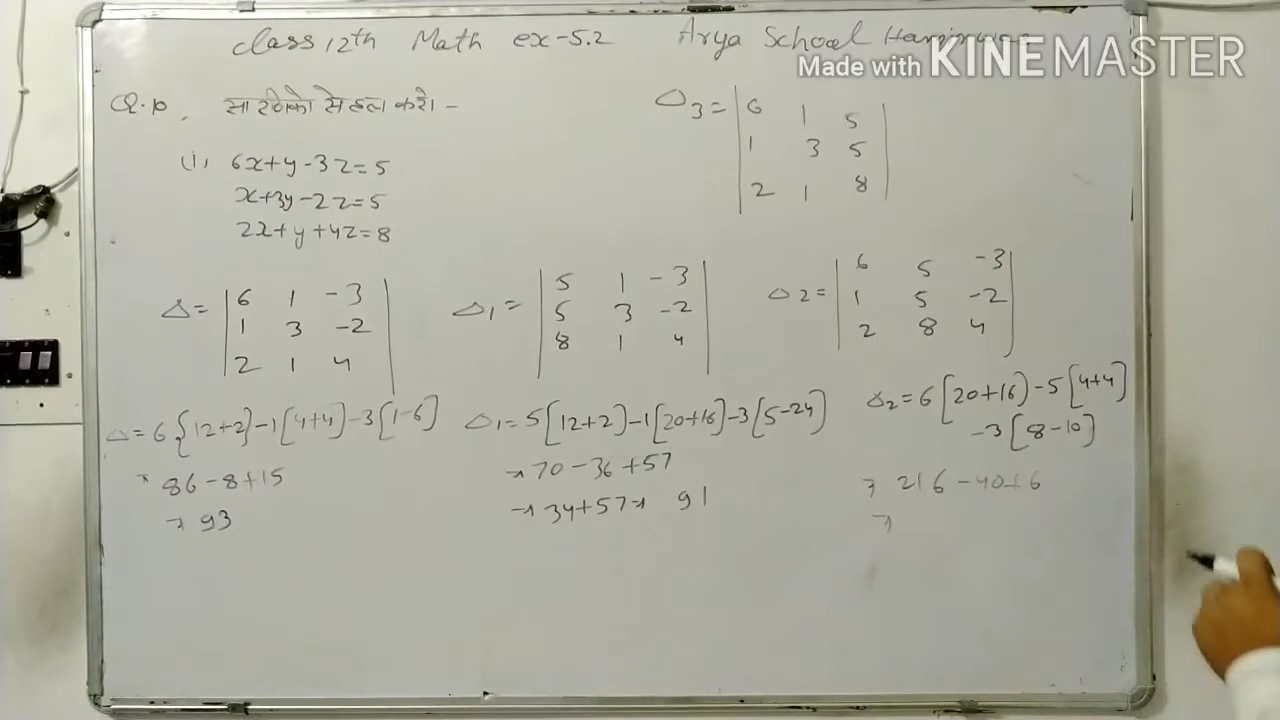 Class 12th Math ex-5.2 Arya School
Made with KINEMASTER
Q.10. सारणिको से हल करो। -
(i) 6x+y-3z=5
x+3y-2z=5
2x+y+4z=8
Δ3= | 6 1 5 |
| 1 3 5 |
| 2 1 8 |
Δ= | 6 1 -3 |
| 1 3 -2 |
| 2 1 4 |
Δ1= | 5 1 -3 |
| 5 3 -2 |
| 8 1 4 |
Δ2= | 6 5 -3 |
| 1 5 -2 |
| 2 8 4 |
Δ=6{12+2]-1[4+4]-3[1-6]
86-8+15
→ 93
Δ1=5[12+2]-1[20+16]-3[5-24]
→ 70-36+57
→ 34+57→ 91
Δ2=6[20+16]-5[4+4]
-3[8-10]
→ 216-40+6
→